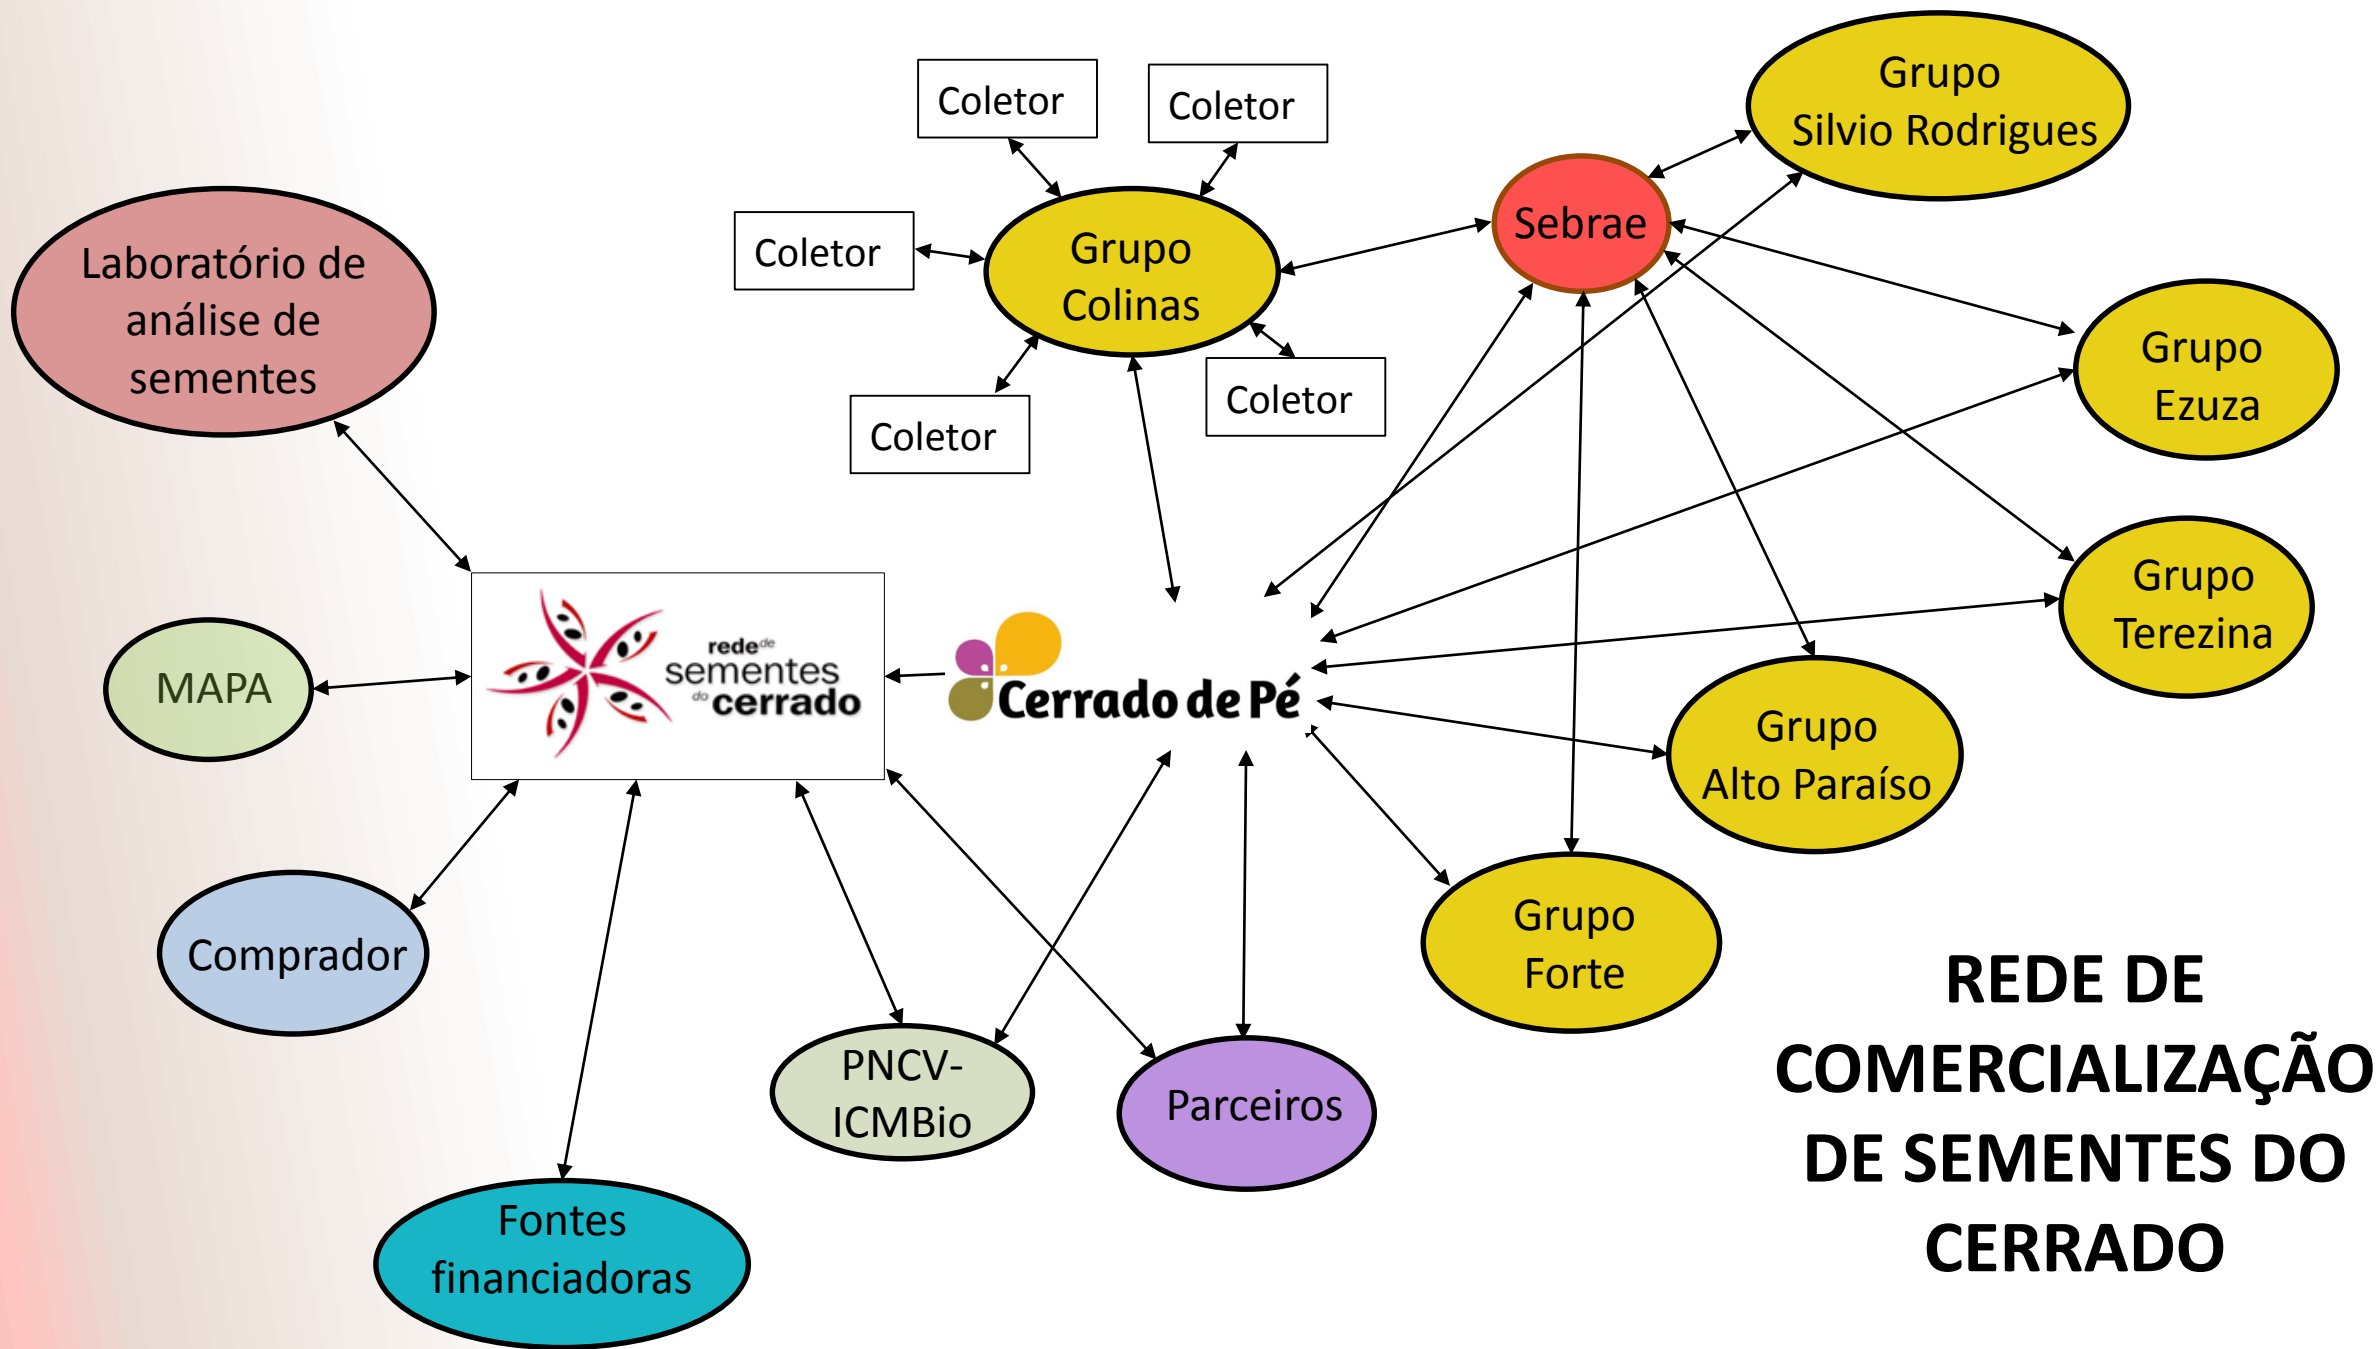 Coletor
Coletor
Grupo
Silvio Rodrigues
Coletor
Grupo
Colinas
Sebrae
Laboratório de
análise de
sementes
Coletor
Coletor
Grupo
Ezuza
Grupo
Terezina
MAPA
rede de
sementes
do cerrado
Cerrado de Pé
Grupo
Alto Paraíso
Comprador
Grupo
Forte
PNCV-
ICMBio
Parceiros
Fontes
financiadoras
REDE DE
COMERCIALIZAÇÃO
DE SEMENTES DO
CERRADO